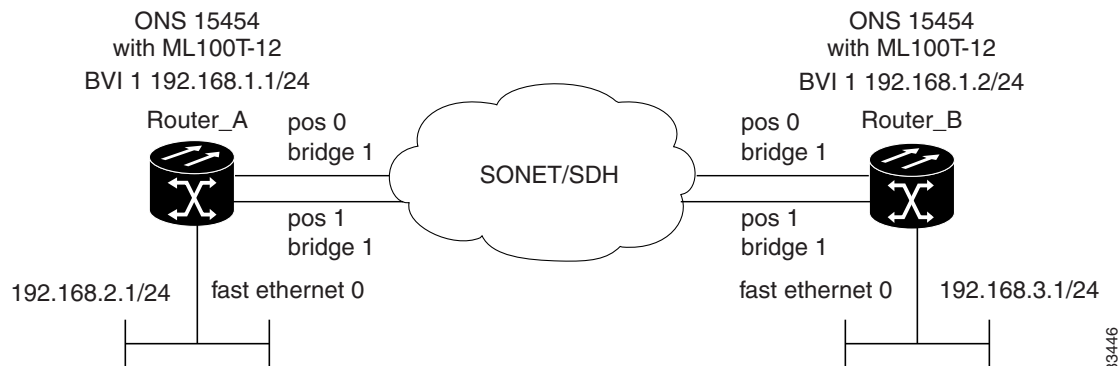 ONS 15454
with ML100T-12
BVI 1 192.168.1.1/24
Router_A
pos 0
bridge 1
pos 1
bridge 1
192.168.2.1/24
fast ethernet 0
SONET/SDH
ONS 15454
with ML100T-12
BVI 1 192.168.1.2/24
pos 0
bridge 1
Router_B
pos 1
bridge 1
fast ethernet 0
192.168.3.1/24